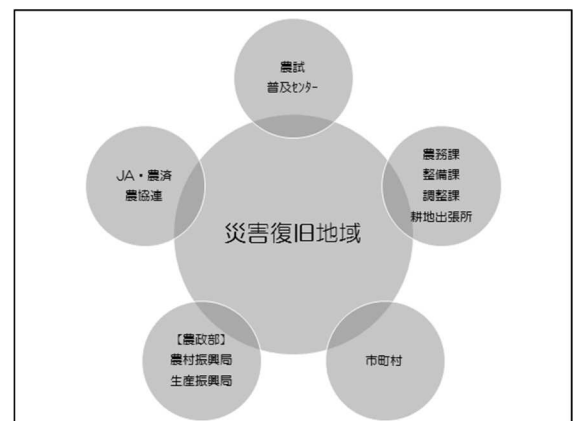 農試
普及ｾﾝﾀｰ
農務課
整備課
調整課
耕地出張所
JA・農済
農協連
災害復旧地域
【農政部】
農村振興局
生産振興局
市町村